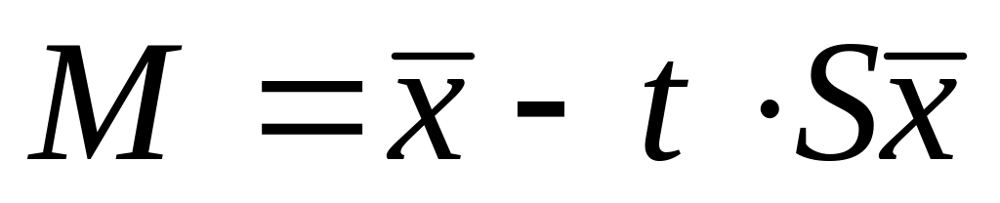 M = x̅ - t ·Sx̅